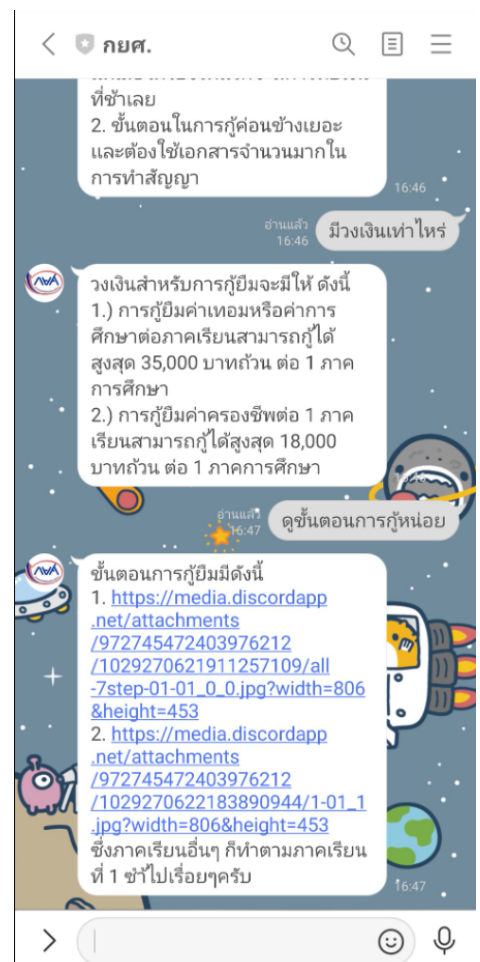 กยศ.
ที่ช้าเลย
2. ขั้นตอนในการกู้ค่อนข้างเยอะ
และต้องใช้เอกสารจำนวนมากใน
การทำสัญญา
16:46
อ่านแล้ว
16:46
มีวงเงินเท่าไหร่
วงเงินสำหรับการกู้ยืมจะมีให้ ดังนี้
1.) การกู้ยืมค่าเทอมหรือค่าการ
ศึกษาต่อภาคเรียนสามารถกู้ได้
สูงสุด 35,000 บาทถ้วน ต่อ 1 ภาค
การศึกษา
2.) การกู้ยืมค่าครองชีพต่อ 1 ภาค
เรียนสามารถกู้ได้สูงสุด 18,000
บาทถ้วน ต่อ 1 ภาคการศึกษา
อ่านแล้ว
16:47
ดูขั้นตอนการกู้หน่อย
ขั้นตอนการกู้ยืมมีดังนี้
1. https://media.discordapp
.net/attachments
/972745472403976212
/1029270621911257109/all
-7step-01-01_0_0.jpg?width=806
&height=453
2. https://media.discordapp
.net/attachments
/972745472403976212
/1029270622183890944/1-01_1
.jpg?width=806&height=453
ซึ่งภาคเรียนอื่นๆ ก็ทำตามภาคเรียน
ที่ 1 ซ้ำไปเรื่อยๆครับ
16:47